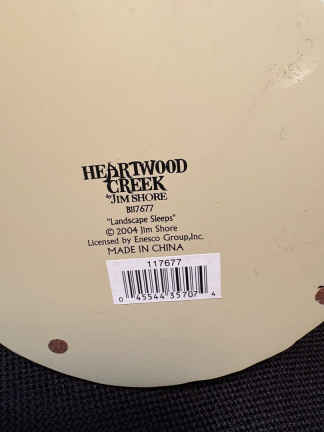 HEARTWOOD
CREEK
by JIM SHORE
B117677
"Landscape Sleeps"
© 2004 Jim Shore
Licensed by Enesco Group, Inc.
MADE IN CHINA
117677
0 45544 35707 4